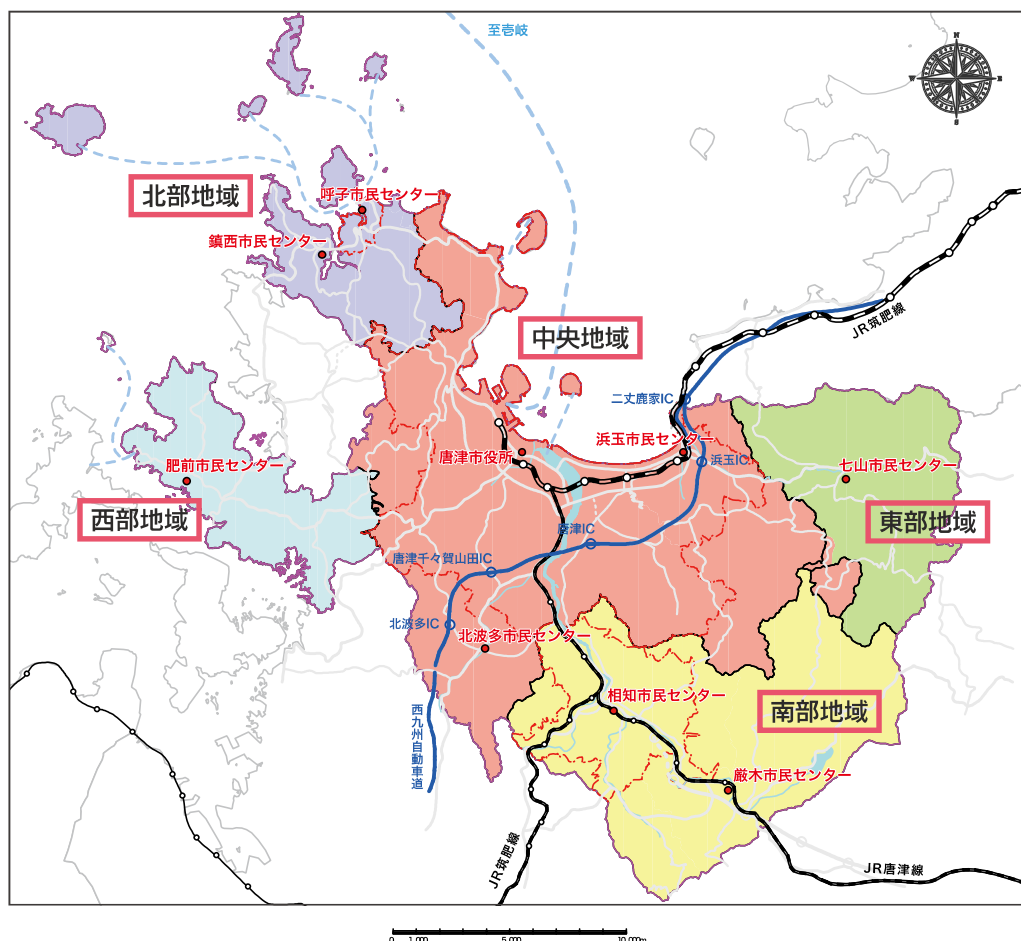 至壱岐
N
W
E
S
北部地域
呼子市民センター
鎮西市民センター
中央地域
JR筑肥線
二丈鹿家IC
浜玉市民センター
唐津市役所
浜玉IC
七山市民センター
肥前市民センター
西部地域
東部地域
唐津IC
唐津千々賀山田IC
北波多IC
北波多市民センター
相知市民センター
南部地域
西九州自動車道
厳木市民センター
JR筑肥線
JR唐津線
0 1,000 5,000 10,000m